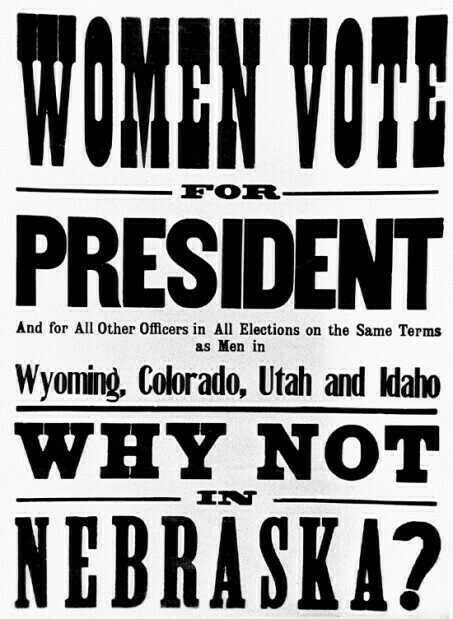 WOMEN VOTE
FOR
PRESIDENT
And for All Other Officers in All Elections on the Same Terms
as Men in
Wyoming, Colorado, Utah and Idaho
WHY NOT
IN
NEBRASKA?